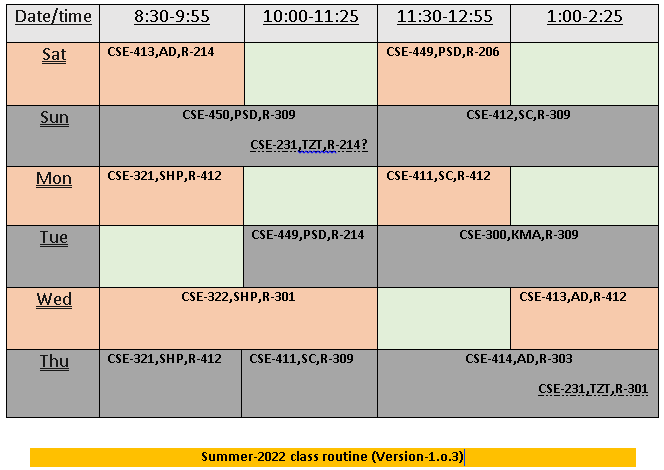 Date/time 8:30-9:55 10:00-11:25 11:30-12:55 1:00-2:25
Sat CSE-413,AD,R-214 CSE-449,PSD,R-206
Sun CSE-450,PSD,R-309 CSE-412,SC,R-309
CSE-231,TZT,R-214?
Mon CSE-321,SHP,R-412 CSE-411,SC,R-412
Tue CSE-449,PSD,R-214 CSE-300,KMA,R-309
Wed CSE-322,SHP,R-301 CSE-413,AD,R-412
Thu CSE-321,SHP,R-412 CSE-411,SC,R-309 CSE-414,AD,R-303
CSE-231,TZT,R-301
Summer-2022 class routine (Version-1.o.3)